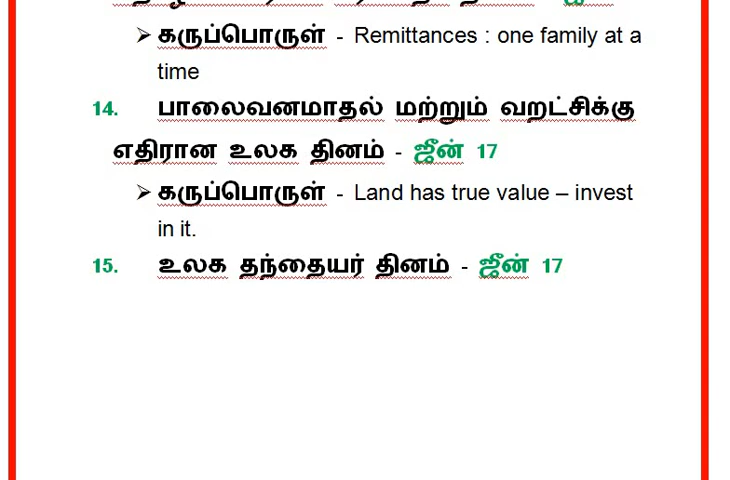 ➢ கருப்பொருள் - Remittances : one family at a
time
14. பாலைவனமாதல் மற்றும் வறட்சிக்கு
எதிரான உலக தினம் - ஜீன் 17
➢ கருப்பொருள் - Land has true value – invest
in it.
15. உலக தந்தையர் தினம் - ஜீன் 17